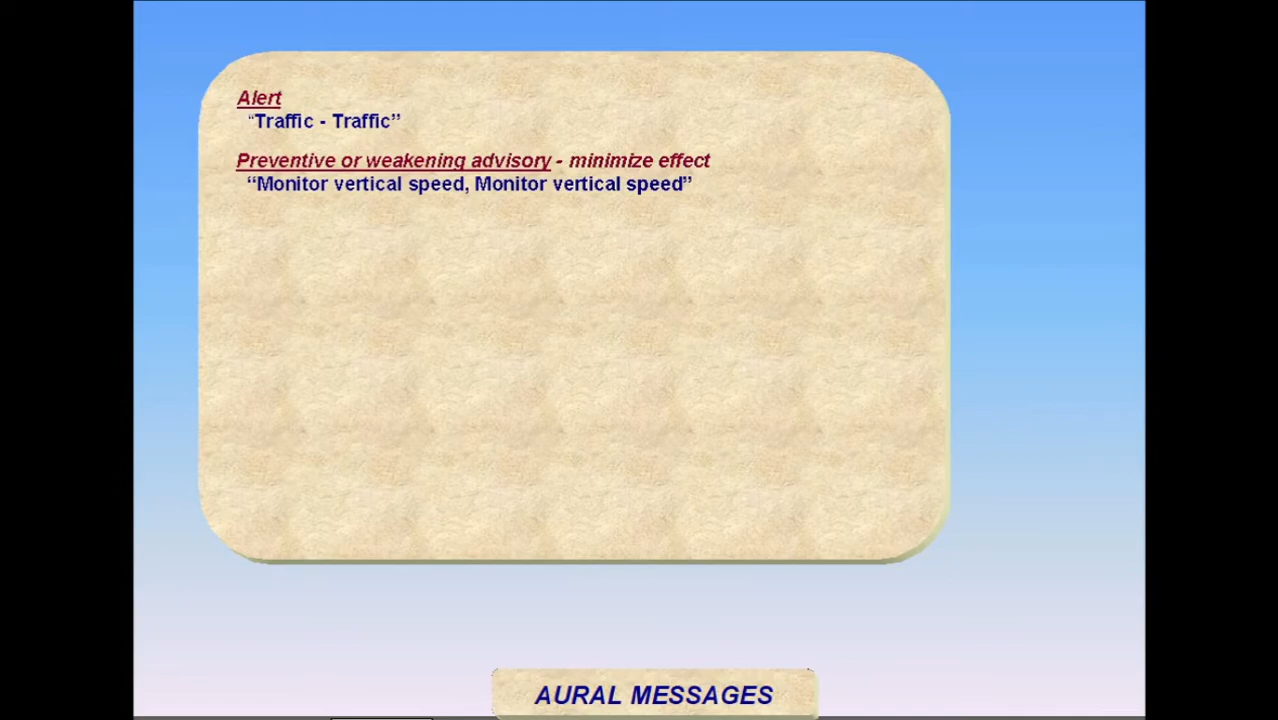 Alert
“Traffic - Traffic”
Preventive or weakening advisory - minimize effect
“Monitor vertical speed, Monitor vertical speed”
AURAL MESSAGES